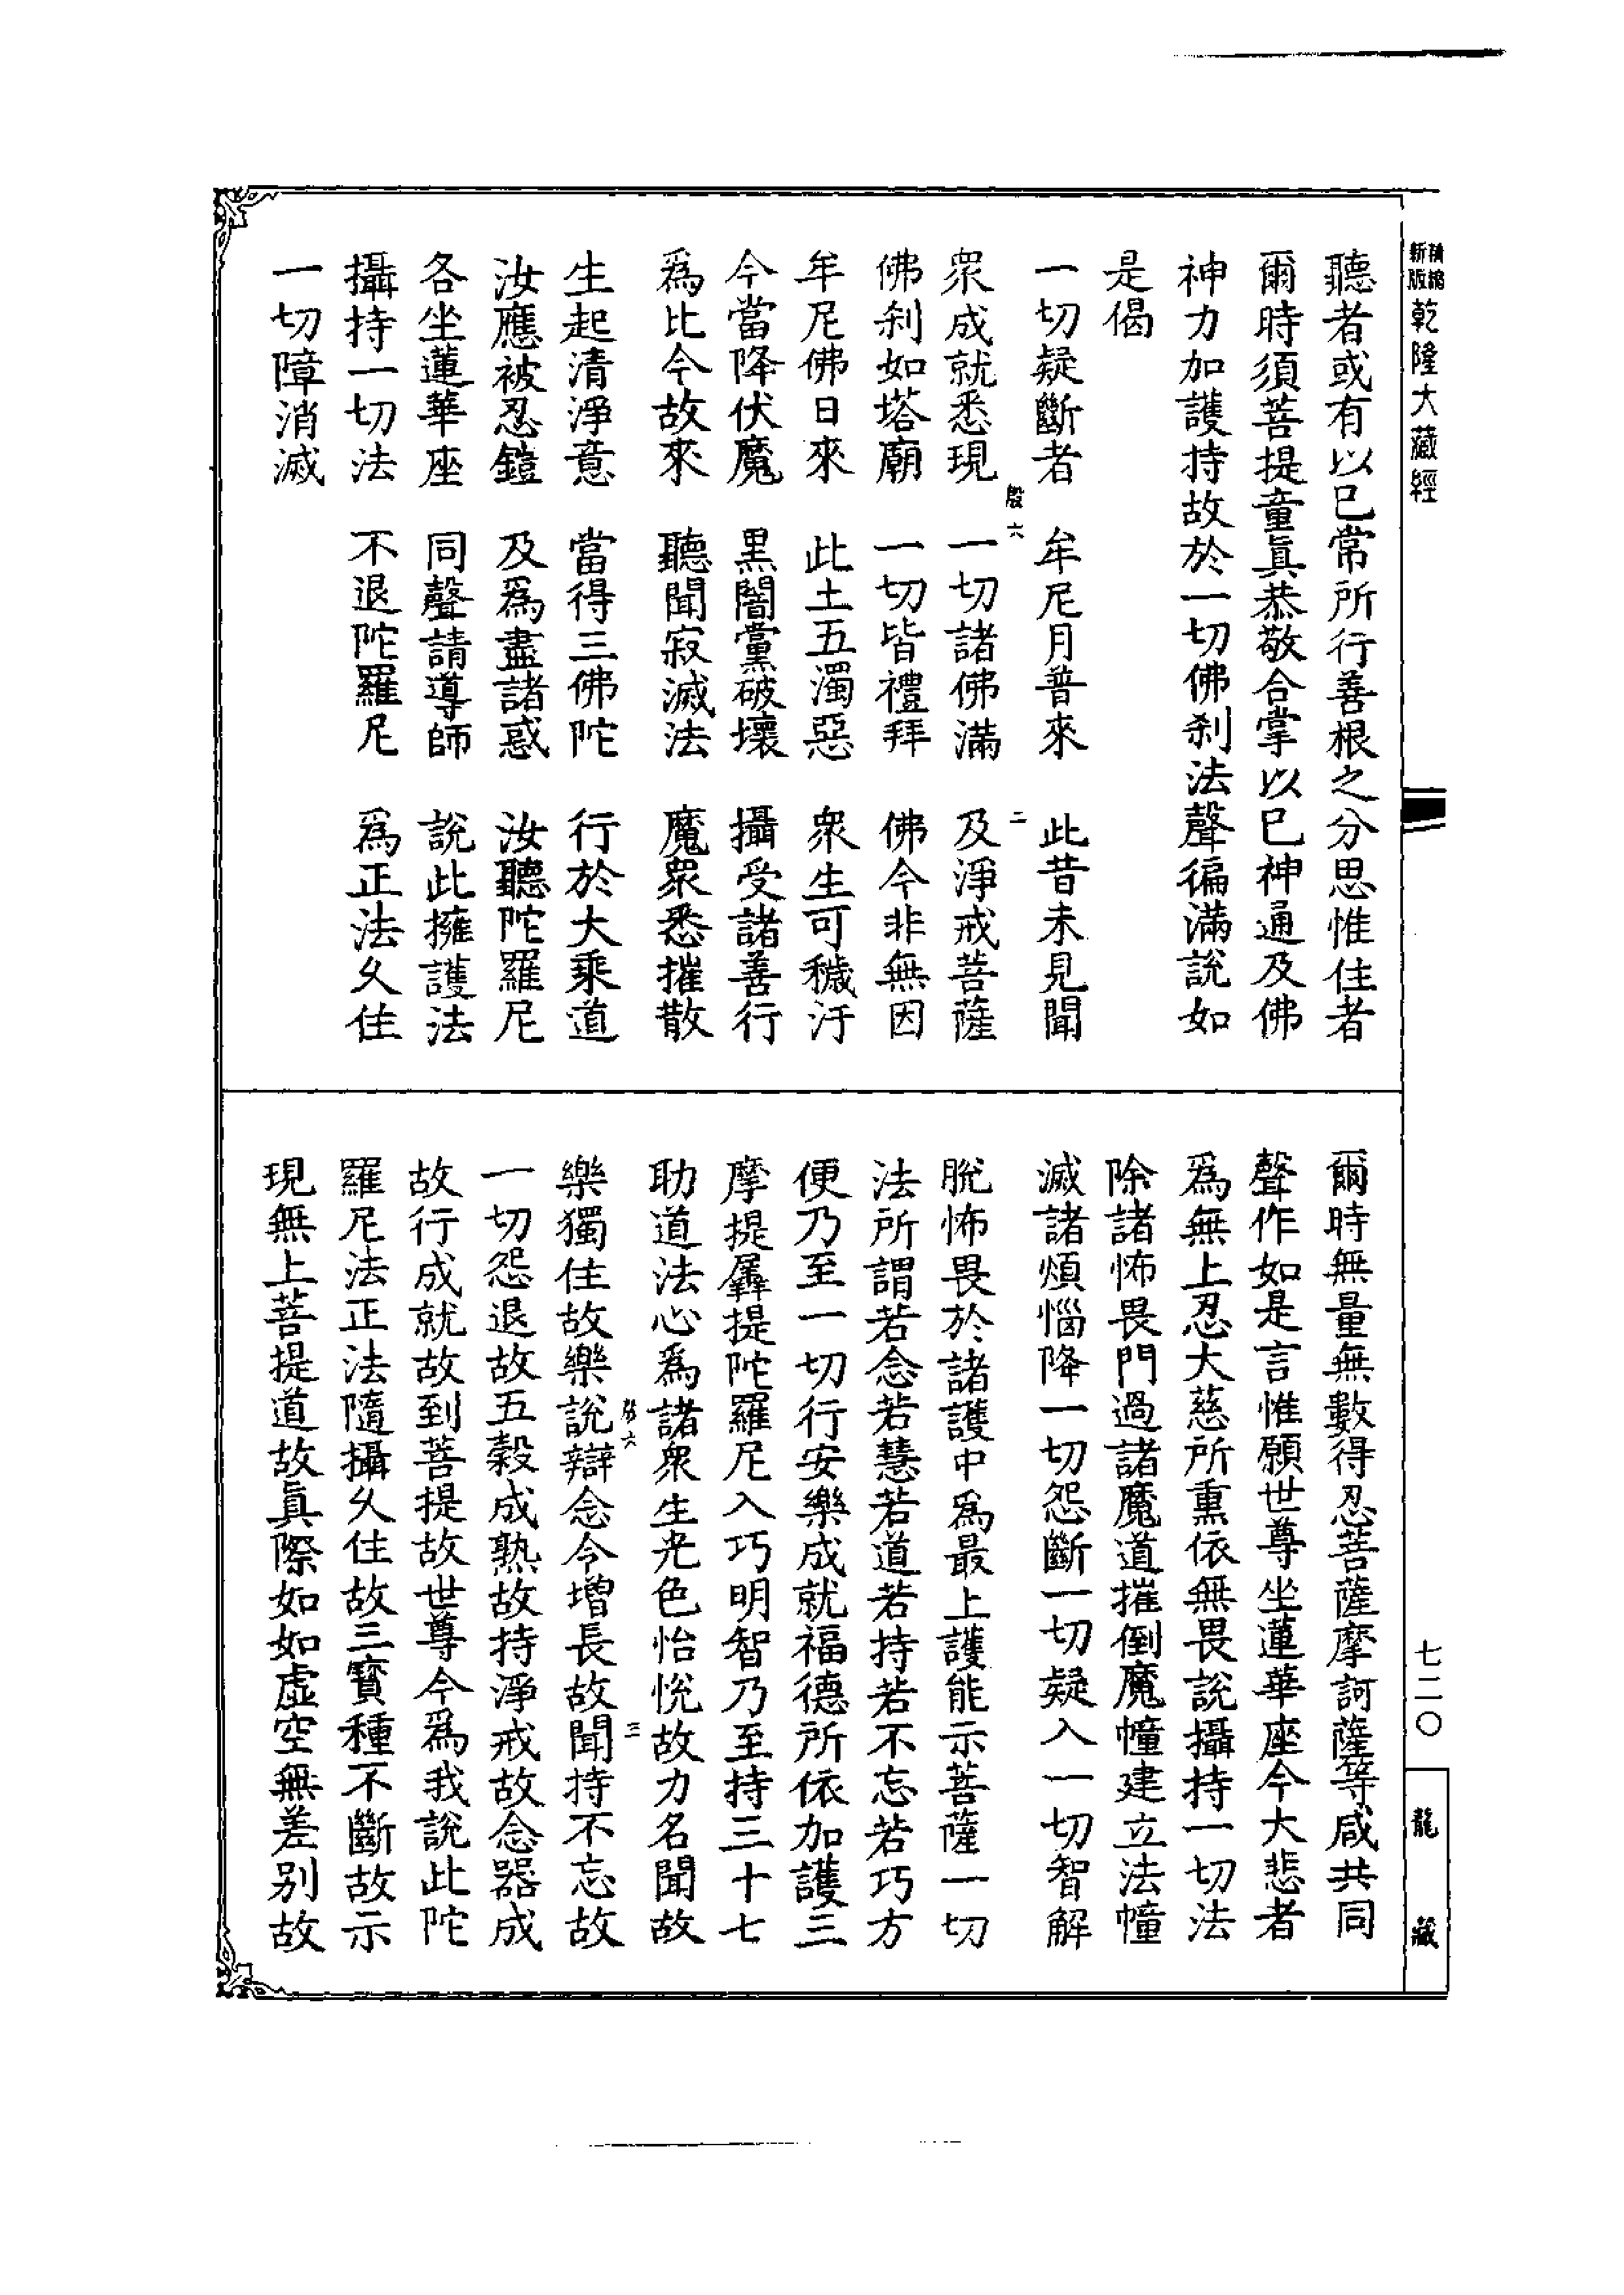 新版精縮
乾隆大藏經
七二〇
龍藏
聽者或有以已常所行善根之分思惟住者
爾時須菩提童真恭敬合掌以已神通及佛
神力加護持故於一切佛刹法聲徧滿說如
是偈
一切疑斷者 牟尼月普來 此昔未見聞
殷六 二
衆成就悉現 一切諸佛滿 及淨戒菩薩
佛刹如塔廟 一切皆禮拜 佛今非無因
牟尼佛日來 此土五濁惡 衆生可穢汙
今當降伏魔 黑闇黨破壞 攝受諸善行
爲比今故來 聽聞寂滅法 魔衆悉摧散
生起清淨意 當得三佛陀 行於大乘道
汝應被忍鎧 及爲盡諸惑 汝聽陀羅尼
各坐蓮華座 同聲請導師 說此擁護法
攝持一切法 不退陀羅尼 爲正法久住
一切障消滅
爾時無量無數得忍菩薩摩訶薩等咸共同
聲作如是言惟願世尊坐蓮華座今大悲者
爲無上忍大慈所熏依無畏說攝持一切法
除諸怖畏門過諸魔道摧倒魔幢建立法幢
滅諸煩惱降一切怨斷一切疑入一切智解
脫怖畏於諸護中爲最上護能示菩薩一切
法所謂若念若慧若道若持若不忘若巧方
便乃至一切行安樂成就福德所依加護三
摩提羼提陀羅尼入巧明智乃至持三十七
助道法心爲諸衆生光色怡悅故力名聞故
殷六 三
樂獨住故樂說辯念令增長故聞持不忘故
一切怨退故五穀成熟故持淨戒故念器成
故行成就故到菩提故世尊今爲我說此陀
羅尼法正法隨攝久住故三寶種不斷故示
現無上菩提道故眞際如如虛空無差别故